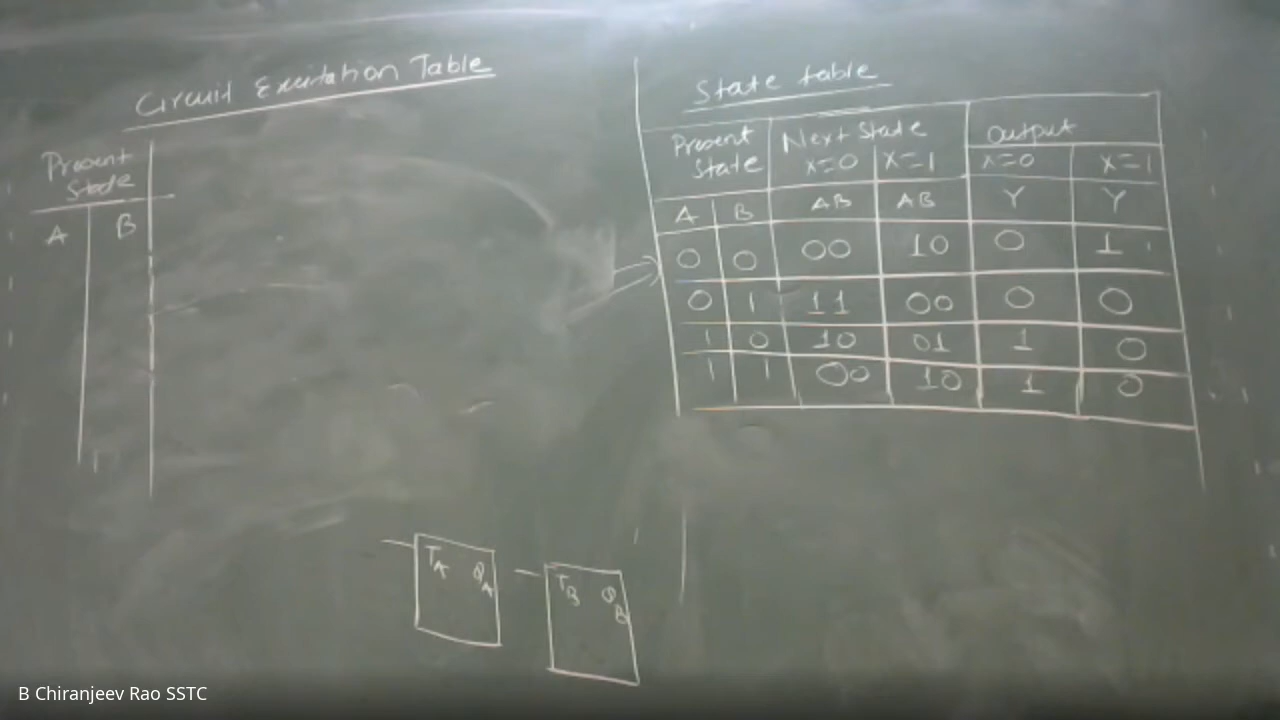 Circuit Excitation Table
Present
State
A B
State table
Present State Next State Output
x=0 x=1 x=0 x=1
A B AB AB Y Y
0 0 00 10 0 1
0 1 11 00 0 0
1 0 10 01 1 0
1 1 00 10 1 0
TA QA
TB QB
B Chiranjeev Rao SSTC